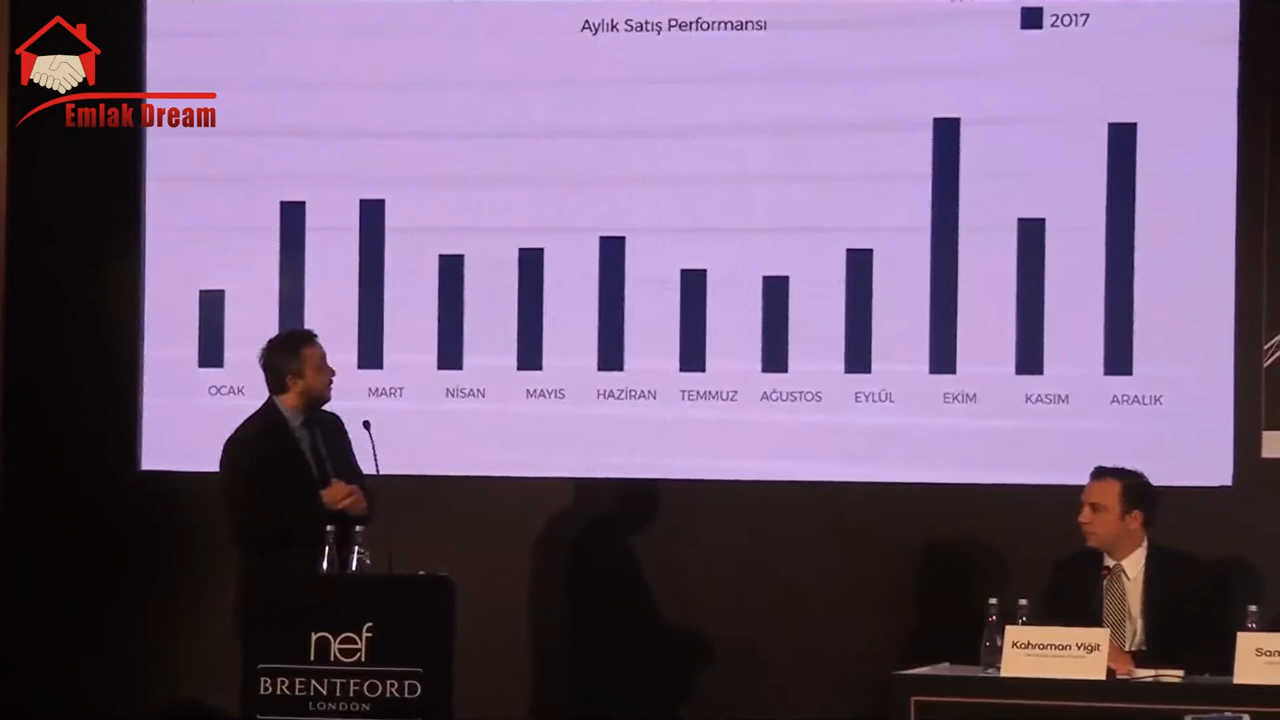 Aylık Satış Performansı
2017
Emlak Dream
OCAK
MART
NİSAN
MAYIS
HAZİRAN
TEMMUZ
AĞUSTOS
EYLÜL
EKİM
KASIM
ARALIK
nef
BRENTFORD
LONDON
Kahraman Yiğit